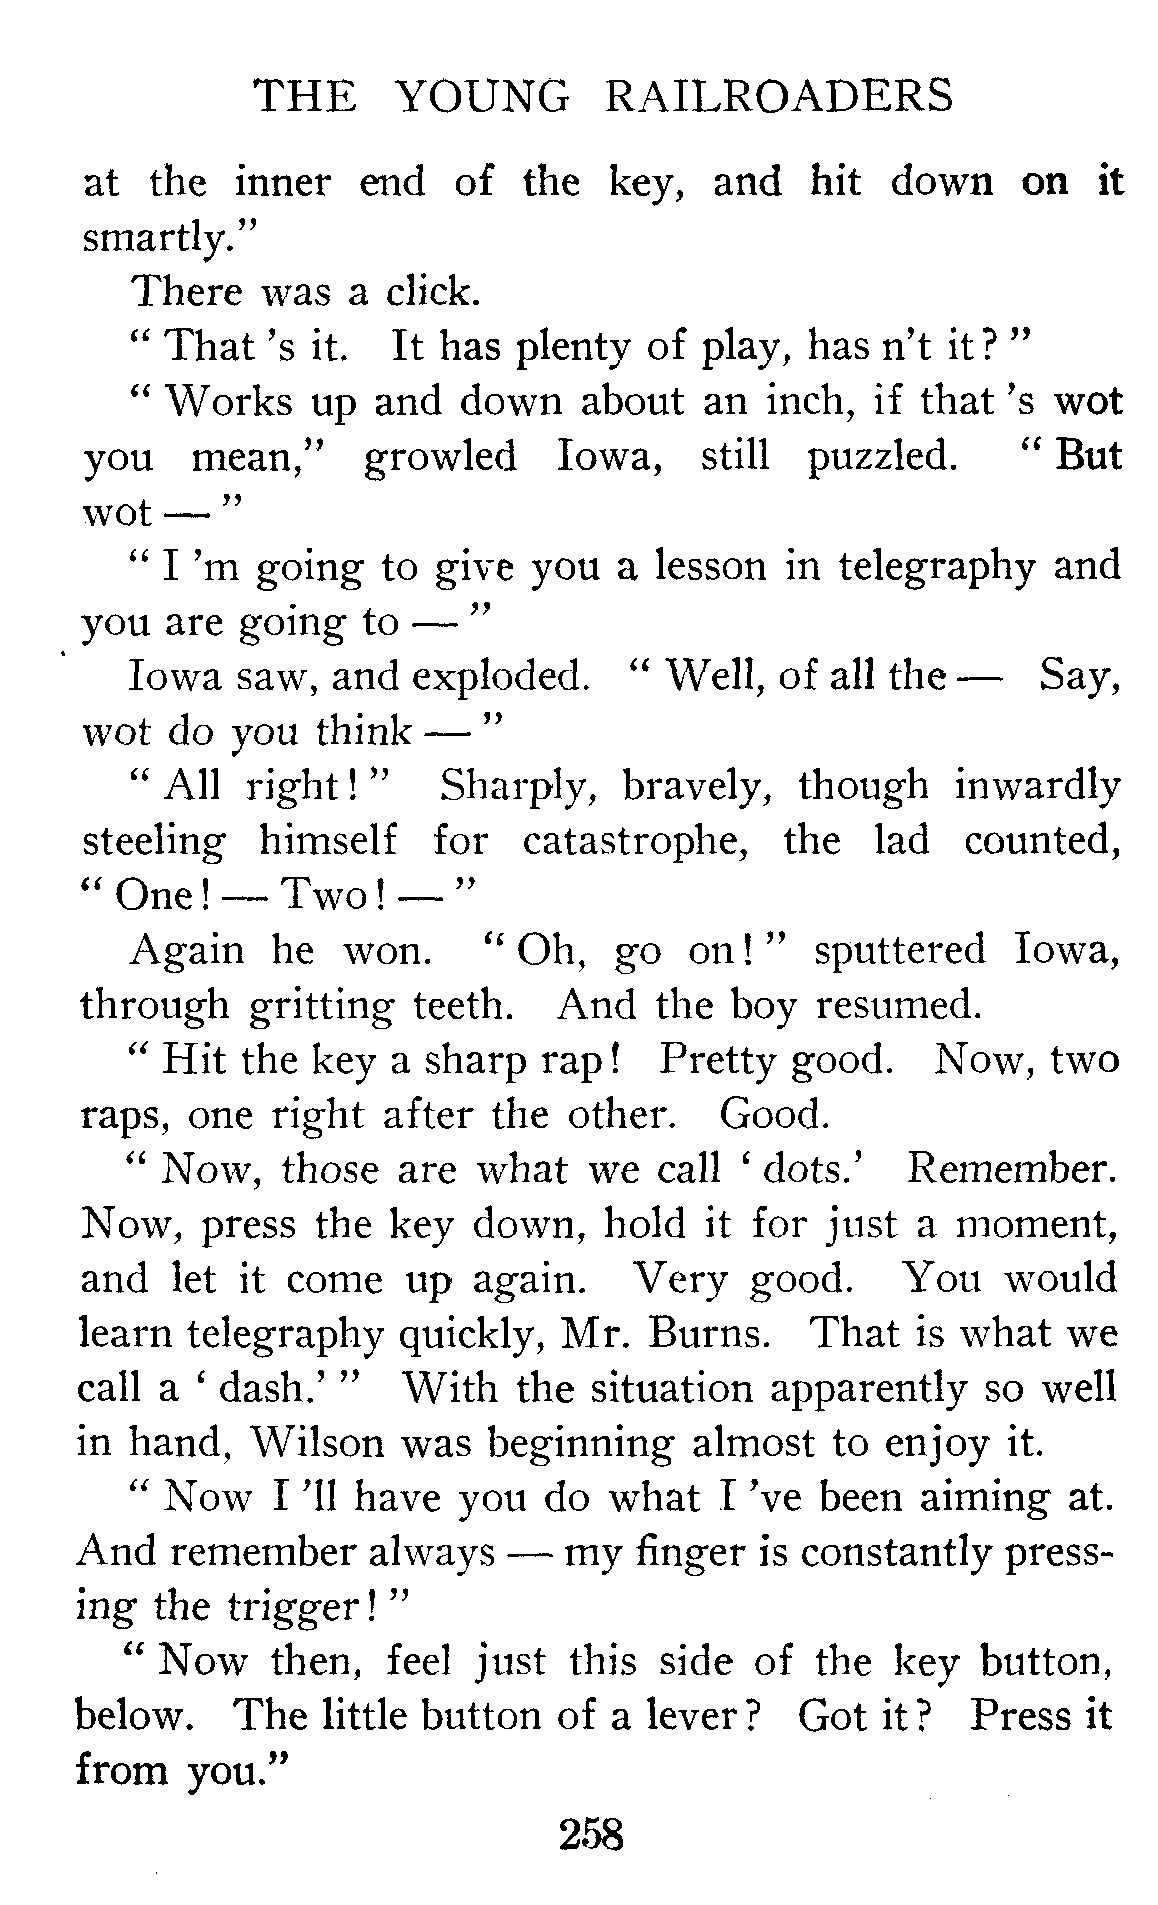 THE YOUNG RAILROADERS
at the inner end of the key, and hit down on it
smartly."
There was a click.
" That 's it. It has plenty of play, has n't it? "
" Works up and down about an inch, if that 's wot
you mean," growled Iowa, still puzzled. " But
wot — "
" I 'm going to give you a lesson in telegraphy and
you are going to — "
Iowa saw, and exploded. " Well, of all the — Say,
wot do you think — "
" All right! " Sharply, bravely, though inwardly
steeling himself for catastrophe, the lad counted,
" One! — Two! — "
Again he won. " Oh, go on! " sputtered Iowa,
through gritting teeth. And the boy resumed.
" Hit the key a sharp rap! Pretty good. Now, two
raps, one right after the other. Good.
" Now, those are what we call ' dots.' Remember.
Now, press the key down, hold it for just a moment,
and let it come up again. Very good. You would
learn telegraphy quickly, Mr. Burns. That is what we
call a ' dash.' " With the situation apparently so well
in hand, Wilson was beginning almost to enjoy it.
" Now I 'll have you do what I 've been aiming at.
And remember always — my finger is constantly press-
ing the trigger! "
" Now then, feel just this side of the key button,
below. The little button of a lever? Got it? Press it
from you."
258